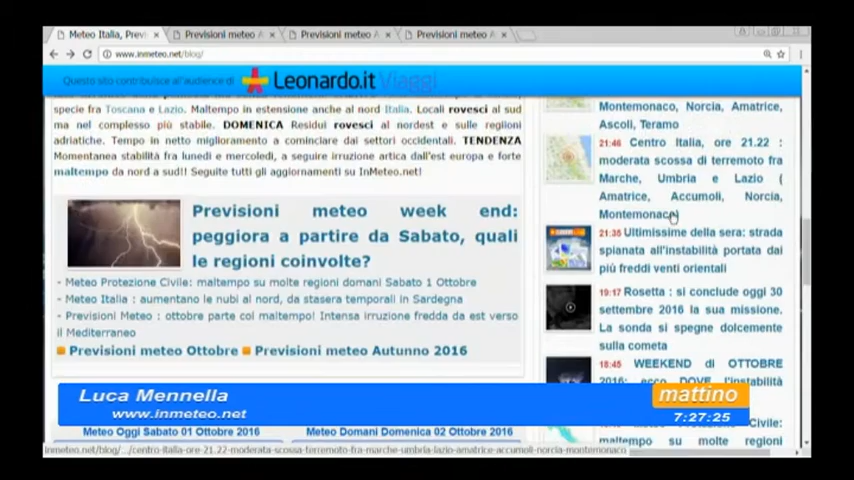 Meteo Italia, Previ
Previsioni meteo A
Previsioni meteo A
Previsioni meteo A
www.inmeteo.net/blog/
Questo sito contribuisce all'audience di Leonardo.it Viaggi
specie fra Toscana e Lazio. Maltempo in estensione anche al nord Italia. Locali rovesci al sud
ma nel complesso più stabile. DOMENICA Residui rovesci al nordest e sulle regioni
adriatiche. Tempo in netto miglioramento a cominciare dai settori occidentali. TENDENZA
Momentanea stabilità fra lunedì e mercoledì, a seguire irruzione artica dall'est europa e forte
maltempo da nord a sud!! Seguite tutti gli aggiornamenti su InMeteo.net!
Previsioni meteo week end:
peggiora a partire da Sabato, quali
le regioni coinvolte?
- Meteo Protezione Civile: maltempo su molte regioni domani Sabato 1 Ottobre
- Meteo Italia : aumentano le nubi al nord, da stasera temporali in Sardegna
- Previsioni Meteo : ottobre parte col maltempo! Intensa irruzione fredda da est verso
il Mediterraneo
Previsioni meteo Ottobre Previsioni meteo Autunno 2016
Montemonaco, Norcia, Amatrice,
Ascoli, Teramo
21:46 Centro Italia, ore 21.22 :
moderata scossa di terremoto fra
Marche, Umbria e Lazio (
Amatrice, Accumoli, Norcia,
Montemonaco)
21:35 Ultimissime della sera: strada
spianata all'instabilità portata dai
più freddi venti orientali
19:17 Rosetta : si conclude oggi 30
settembre 2016 la sua missione.
La sonda si spegne dolcemente
sulla cometa
18:45 WEEKEND di OTTOBRE
2016: ecco DOVE l'instabilità
Civile:
maltempo su molte regioni
Luca Mennella
www.inmeteo.net
mattino
7:27:25
Meteo Oggi Sabato 01 Ottobre 2016
Meteo Domani Domenica 02 Ottobre 2016
inmeteo.net/blog/.../centro-italia-ore-21.22-moderata-scossa-terremoto-fra-marche-umbria-lazio-amatrice-accumoli-norcia-montemonaco